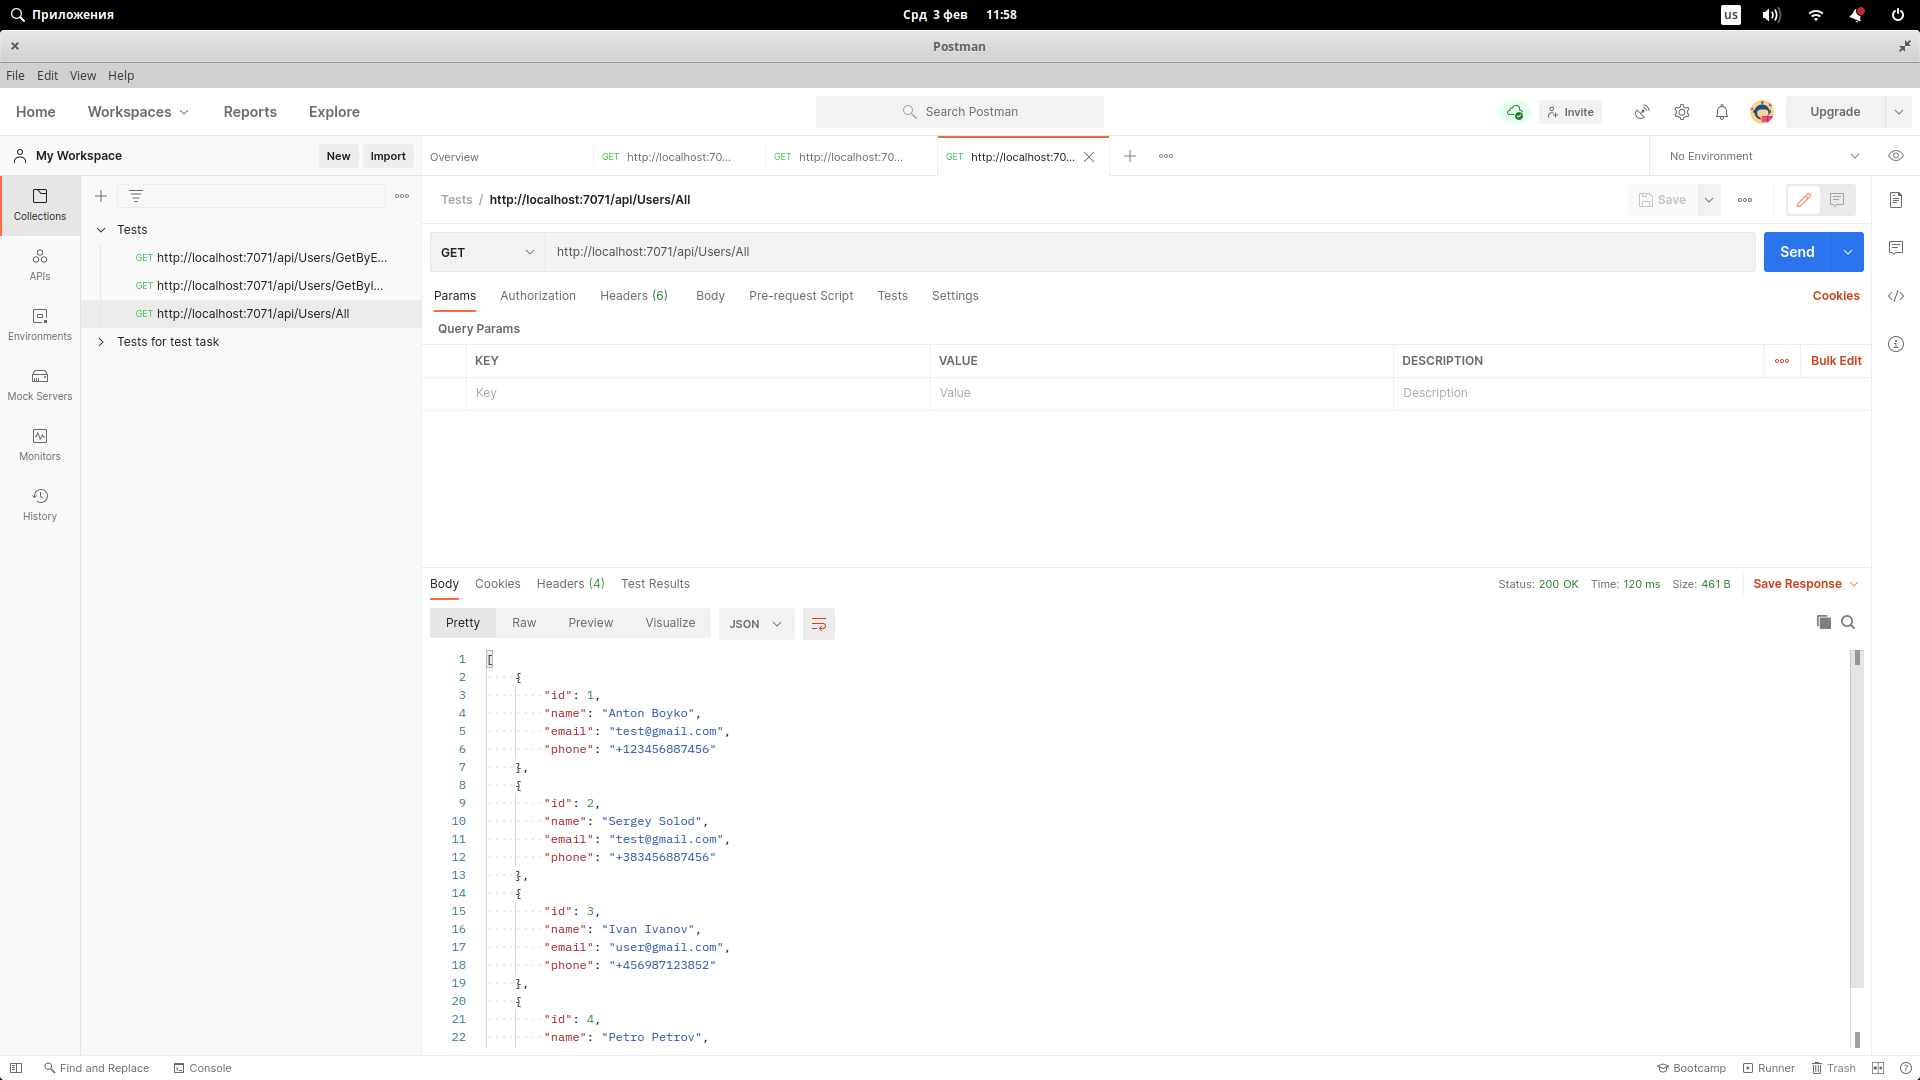 Приложения
Срд 3 фев 11:58
us
Postman
File Edit View Help
Home Workspaces Reports Explore
Search Postman
Invite
Upgrade
My Workspace
New Import
Overview
GET http://localhost:70...
GET http://localhost:70...
GET http://localhost:70...
No Environment
Collections
APIs
Environments
Mock Servers
Monitors
History
Tests
GET http://localhost:7071/api/Users/GetByE...
GET http://localhost:7071/api/Users/GetByI...
GET http://localhost:7071/api/Users/All
Tests for test task
Tests / http://localhost:7071/api/Users/All
Save
GET http://localhost:7071/api/Users/All
Send
Params Authorization Headers (6) Body Pre-request Script Tests Settings
Cookies
Query Params
KEY VALUE DESCRIPTION
Bulk Edit
Key Value Description
Body Cookies Headers (4) Test Results
Status: 200 OK Time: 120 ms Size: 461 B
Save Response
Pretty Raw Preview Visualize JSON
1 [
2 {
3 "id": 1,
4 "name": "Anton Boyko",
5 "email": "test@gmail.com",
6 "phone": "+123456887456"
7 },
8 {
9 "id": 2,
10 "name": "Sergey Solod",
11 "email": "test@gmail.com",
12 "phone": "+383456887456"
13 },
14 {
15 "id": 3,
16 "name": "Ivan Ivanov",
17 "email": "user@gmail.com",
18 "phone": "+456987123852"
19 },
20 {
21 "id": 4,
22 "name": "Petro Petrov",
Find and Replace Console
Bootcamp Runner Trash